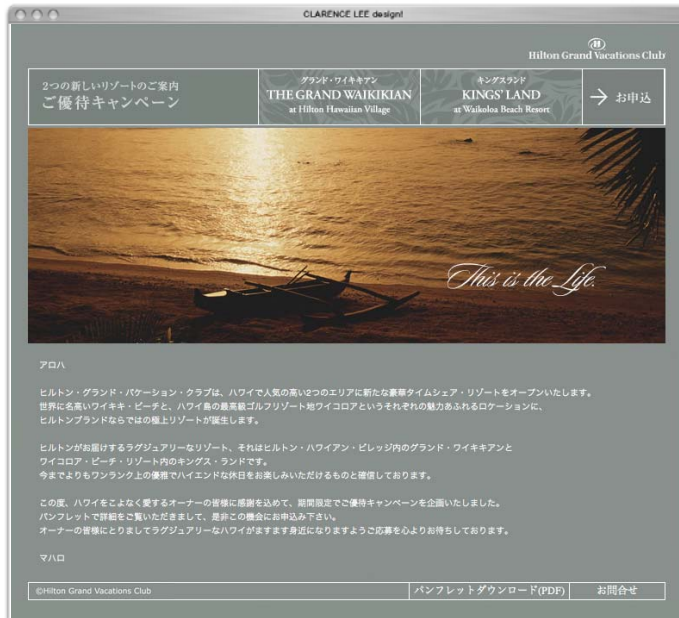 CLARENCE LEE design!
Hilton Grand Vacations Club
2つの新しいリゾートのご案内
ご優待キャンペーン
グランド・ワイキキアン
THE GRAND WAIKIKIAN
at Hilton Hawaiian Village
キングスランド
KINGS' LAND
at Waikoloa Beach Resort
→ お申込
This is the Life.
アロハ
ヒルトン・グランド・バケーション・クラブは、ハワイで人気の高い2つのエリアに新たな豪華タイムシェア・リゾートをオープンいたします。
世界に名高いワイキキ・ビーチと、ハワイ島の最高級ゴルフリゾート地ワイコロアというそれぞれの魅力あふれるロケーションに、
ヒルトンブランドならではの極上リゾートが誕生します。
ヒルトンがお届けするラグジュアリーなリゾート、それはヒルトン・ハワイアン・ビレッジ内のグランド・ワイキキアンと
ワイコロア・ビーチ・リゾート内のキングス・ランドです。
今までよりもワンランク上の優雅でハイエンドな休日をお楽しみいただけるものと確信しております。
この度、ハワイをこよなく愛するオーナーの皆様に感謝を込めて、期間限定でご優待キャンペーンを企画いたしました。
パンフレットで詳細をご覧いただきまして、是非この機会にお申込み下さい。
オーナーの皆様にとりましてラグジュアリーなハワイがますます身近になりますようご応募を心よりお待ちしております。
マハロ
©Hilton Grand Vacations Club
パンフレットダウンロード(PDF)
お問合せ